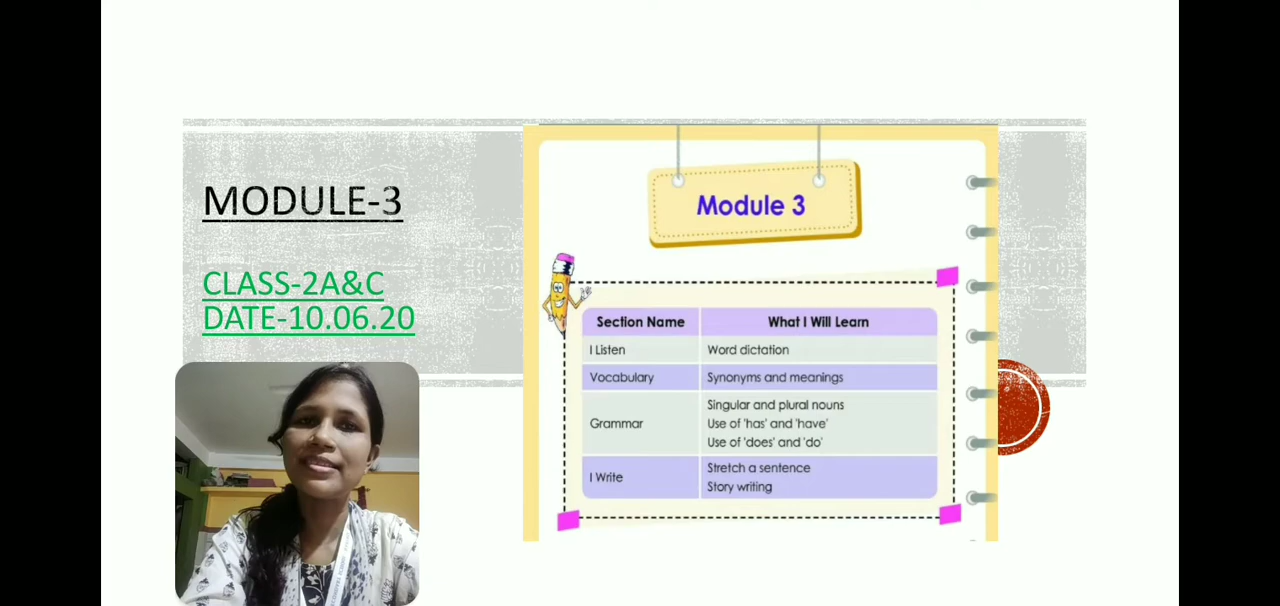 MODULE-3
CLASS-2A&C
DATE-10.06.20
Module 3
Section Name What I Will Learn
I Listen Word dictation
Vocabulary Synonyms and meanings
Grammar Singular and plural nouns
Use of 'has' and 'have'
Use of 'does' and 'do'
I Write Stretch a sentence
Story writing